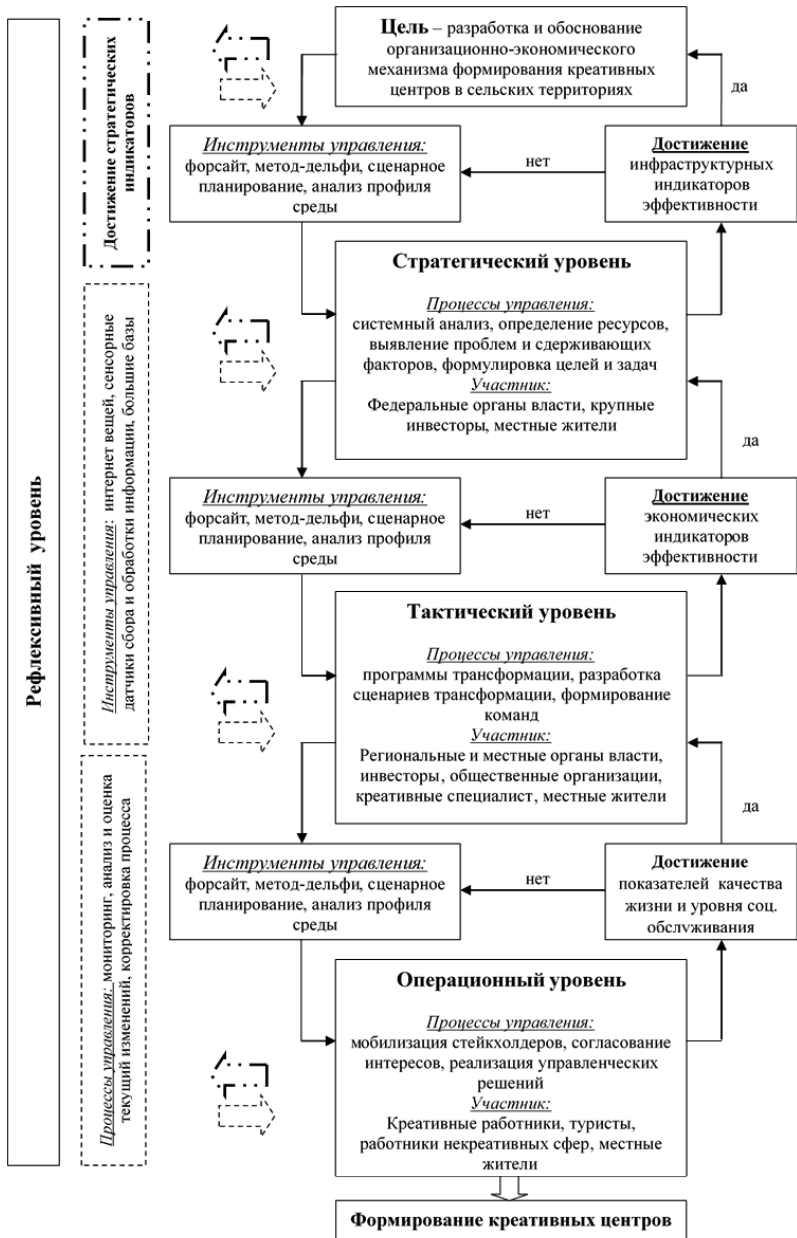 Рефлексивный уровень
Достижение стратегических
индикаторов
Инструменты управления: интернет вещей, сенсорные
датчики сбора и обработки информации, большие базы
Процессы управления: мониторинг, анализ и оценка
текущий изменений, корректировка процесса
Цель – разработка и обоснование
организационно-экономического
механизма формирования креативных
центров в сельских территориях
да
Инструменты управления:
форсайт, метод-дельфи, сценарное
планирование, анализ профиля
среды
нет
Достижение
инфраструктурных
индикаторов
эффективности
Стратегический уровень
Процессы управления:
системный анализ, определение ресурсов,
выявление проблем и сдерживающих
факторов, формулировка целей и задач
Участник:
Федеральные органы власти, крупные
инвесторы, местные жители
да
Инструменты управления:
форсайт, метод-дельфи, сценарное
планирование, анализ профиля
среды
нет
Достижение
экономических
индикаторов
эффективности
Тактический уровень
Процессы управления:
программы трансформации, разработка
сценариев трансформации, формирование
команд
Участник:
Региональные и местные органы власти,
инвесторы, общественные организации,
креативные специалист, местные жители
да
Инструменты управления:
форсайт, метод-дельфи, сценарное
планирование, анализ профиля
среды
нет
Достижение
показателей качества
жизни и уровня соц.
обслуживания
Операционный уровень
Процессы управления:
мобилизация стейкхолдеров, согласование
интересов, реализация управленческих
решений
Участник:
Креативные работники, туристы,
работники некреативных сфер, местные
жители
Формирование креативных центров